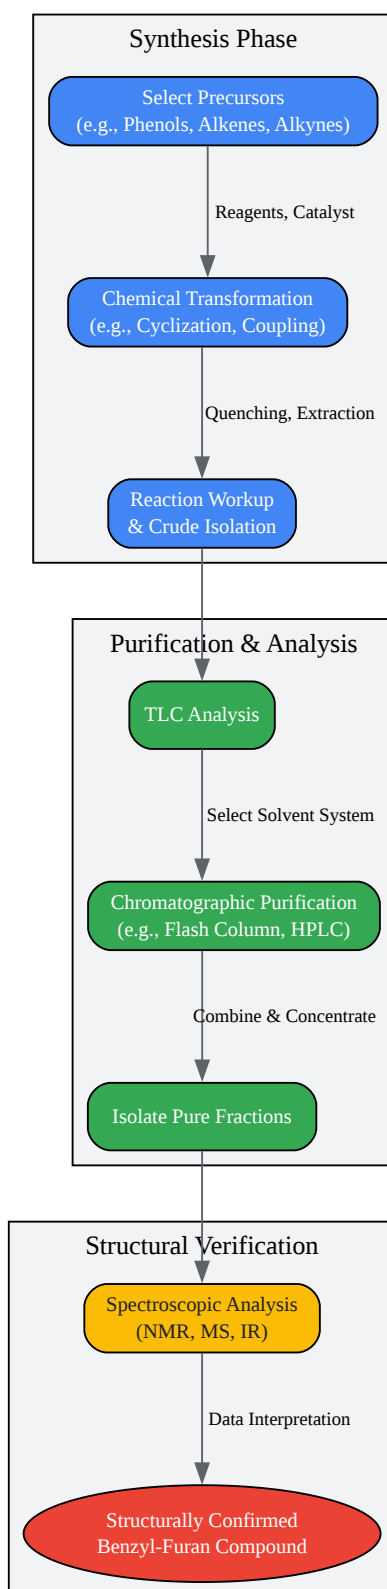 Synthesis Phase
Select Precursors
(e.g., Phenols, Alkenes, Alkynes)
Reagents, Catalyst
Chemical Transformation
(e.g., Cyclization, Coupling)
Quenching, Extraction
Reaction Workup
& Crude Isolation
Purification & Analysis
TLC Analysis
Select Solvent System
Chromatographic Purification
(e.g., Flash Column, HPLC)
Combine & Concentrate
Isolate Pure Fractions
Structural Verification
Spectroscopic Analysis
(NMR, MS, IR)
Data Interpretation
Structurally Confirmed
Benzyl-Furan Compound